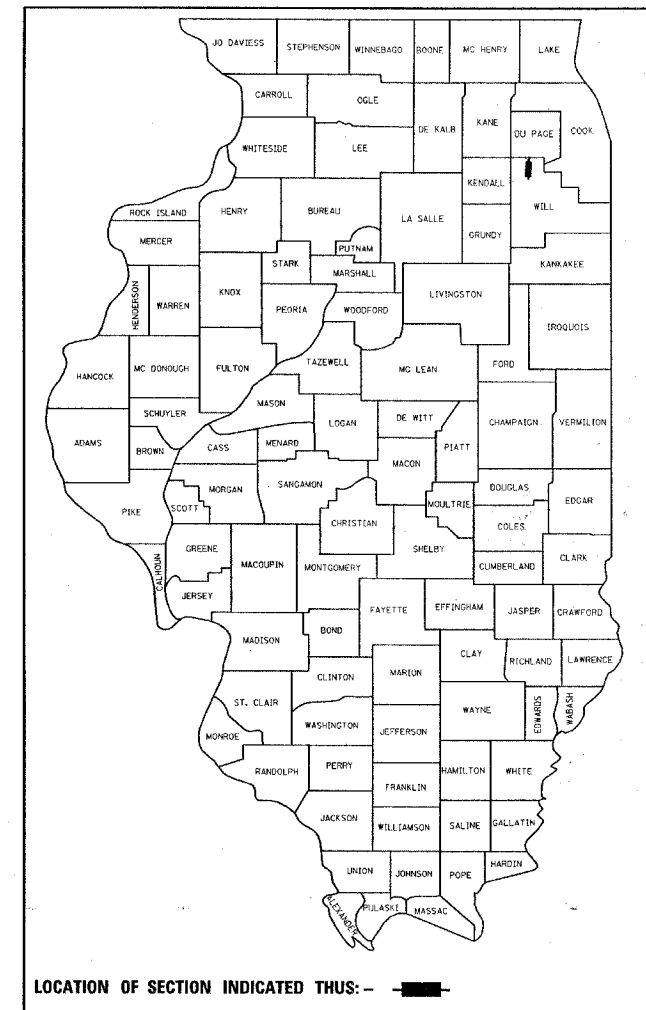 JO DAVIESS STEPHENSON WINNEBAGO BOONE MC HENRY LAKE
CARROLL OGLE DE KALB KANE DU PAGE COOK
WHITESIDE LEE
KENDALL WILL
ROCK ISLAND HENRY BUREAU LA SALLE GRUNDY
MERCER PUTNAM
STARK MARSHALL KANKAKEE
HENDERSON WARREN KNOX PEORIA WOODFORD LIVINGSTON IROQUOIS
HANCOCK MC DONOUGH FULTON TAZEWELL MC LEAN FORD
MASON
SCHUYLER LOGAN DE WITT CHAMPAIGN VERMILION
ADAMS BROWN CASS MENARD PIATT
MACON
MORGAN SANGAMON DOUGLAS EDGAR
PIKE SCOTT CHRISTIAN MOULTRIE COLES
GREENE SHELBY
CALHOUN MACOUPIN MONTGOMERY CUMBERLAND CLARK
JERSEY
FAYETTE EFFINGHAM JASPER CRAWFORD
MADISON BOND
CLAY RICHLAND LAWRENCE
CLINTON MARION
ST. CLAIR WAYNE EDWARDS WABASH
WASHINGTON JEFFERSON
MONROE
RANDOLPH PERRY HAMILTON WHITE
FRANKLIN
JACKSON WILLIAMSON SALINE GALLATIN
UNION JOHNSON POPE HARDIN
ALEXANDER PULASKI MASSAC
LOCATION OF SECTION INDICATED THUS: -